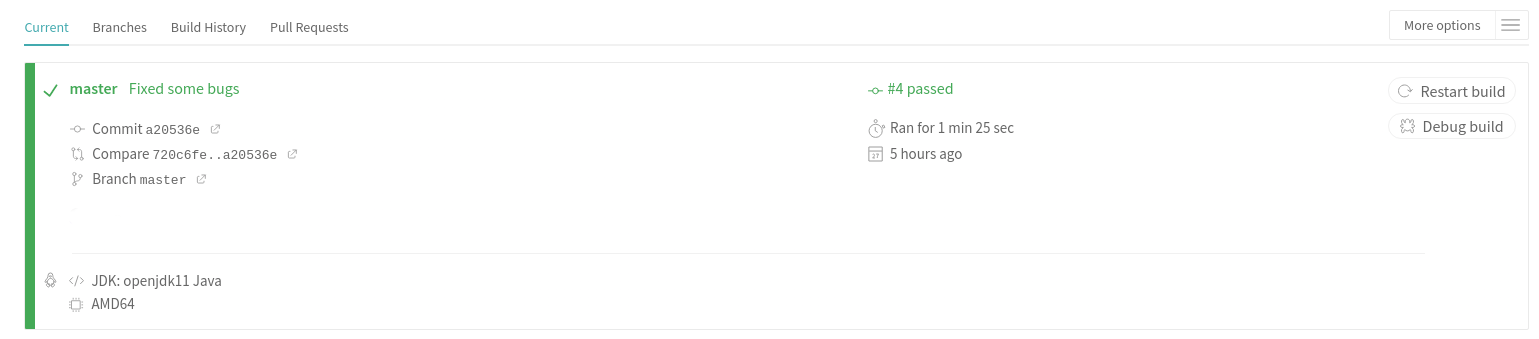 Current Branches Build History Pull Requests More options
master Fixed some bugs #4 passed Restart build
Commit a20536e Ran for 1 min 25 sec Debug build
Compare 720c6fe..a20536e 5 hours ago
Branch master
JDK: openjdk11 Java
AMD64